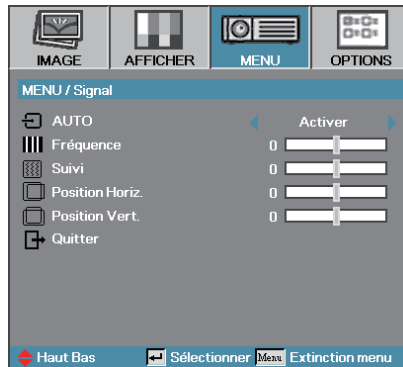 IMAGE AFFICHER MENU OPTIONS
MENU / Signal
AUTO Activer
Fréquence 0
Suivi 0
Position Horiz. 0
Position Vert. 0
Quitter
Haut Bas Sélectionner Menu Extinction menu